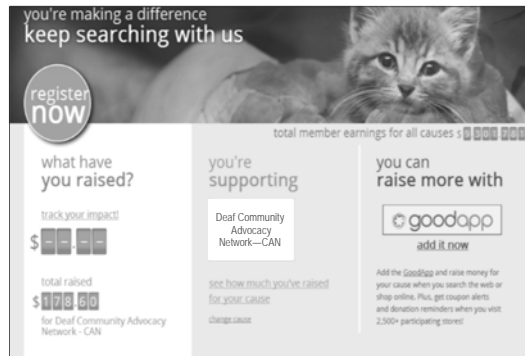 you're making a difference
keep searching with us
register
now
total member earnings for all causes $
what have
you raised?
track your impact!
$--.--
total raised
$178.60
for Deaf Community Advocacy
Network - CAN
you're
supporting
Deaf Community
Advocacy
Network—CAN
see how much you've raised
for your cause
change cause
you can
raise more with
goodapp
add it now
Add the GoodApp and raise money for
your cause when you search the web or
shop online. Plus, get coupon alerts
and donation reminders when you visit
2,500+ participating stores!